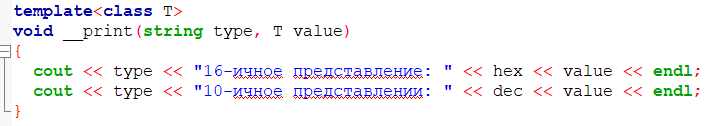 template<class T>
void __print(string type, T value)
{
cout << type << "16-ичное представление: " << hex << value << endl;
cout << type << "10-ичное представлении: " << dec << value << endl;
}